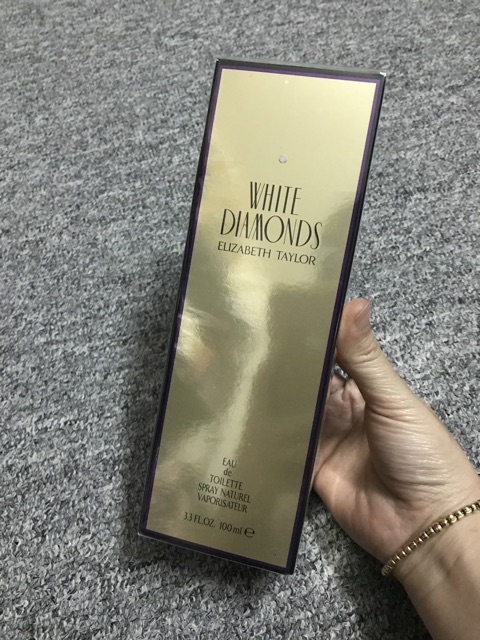 WHITE
DIAMONDS
ELIZABETH TAYLOR
EAU
de
TOILETTE
SPRAY NATUREL
VAPORISATEUR
3.3 FL.OZ. 100 ml ℮